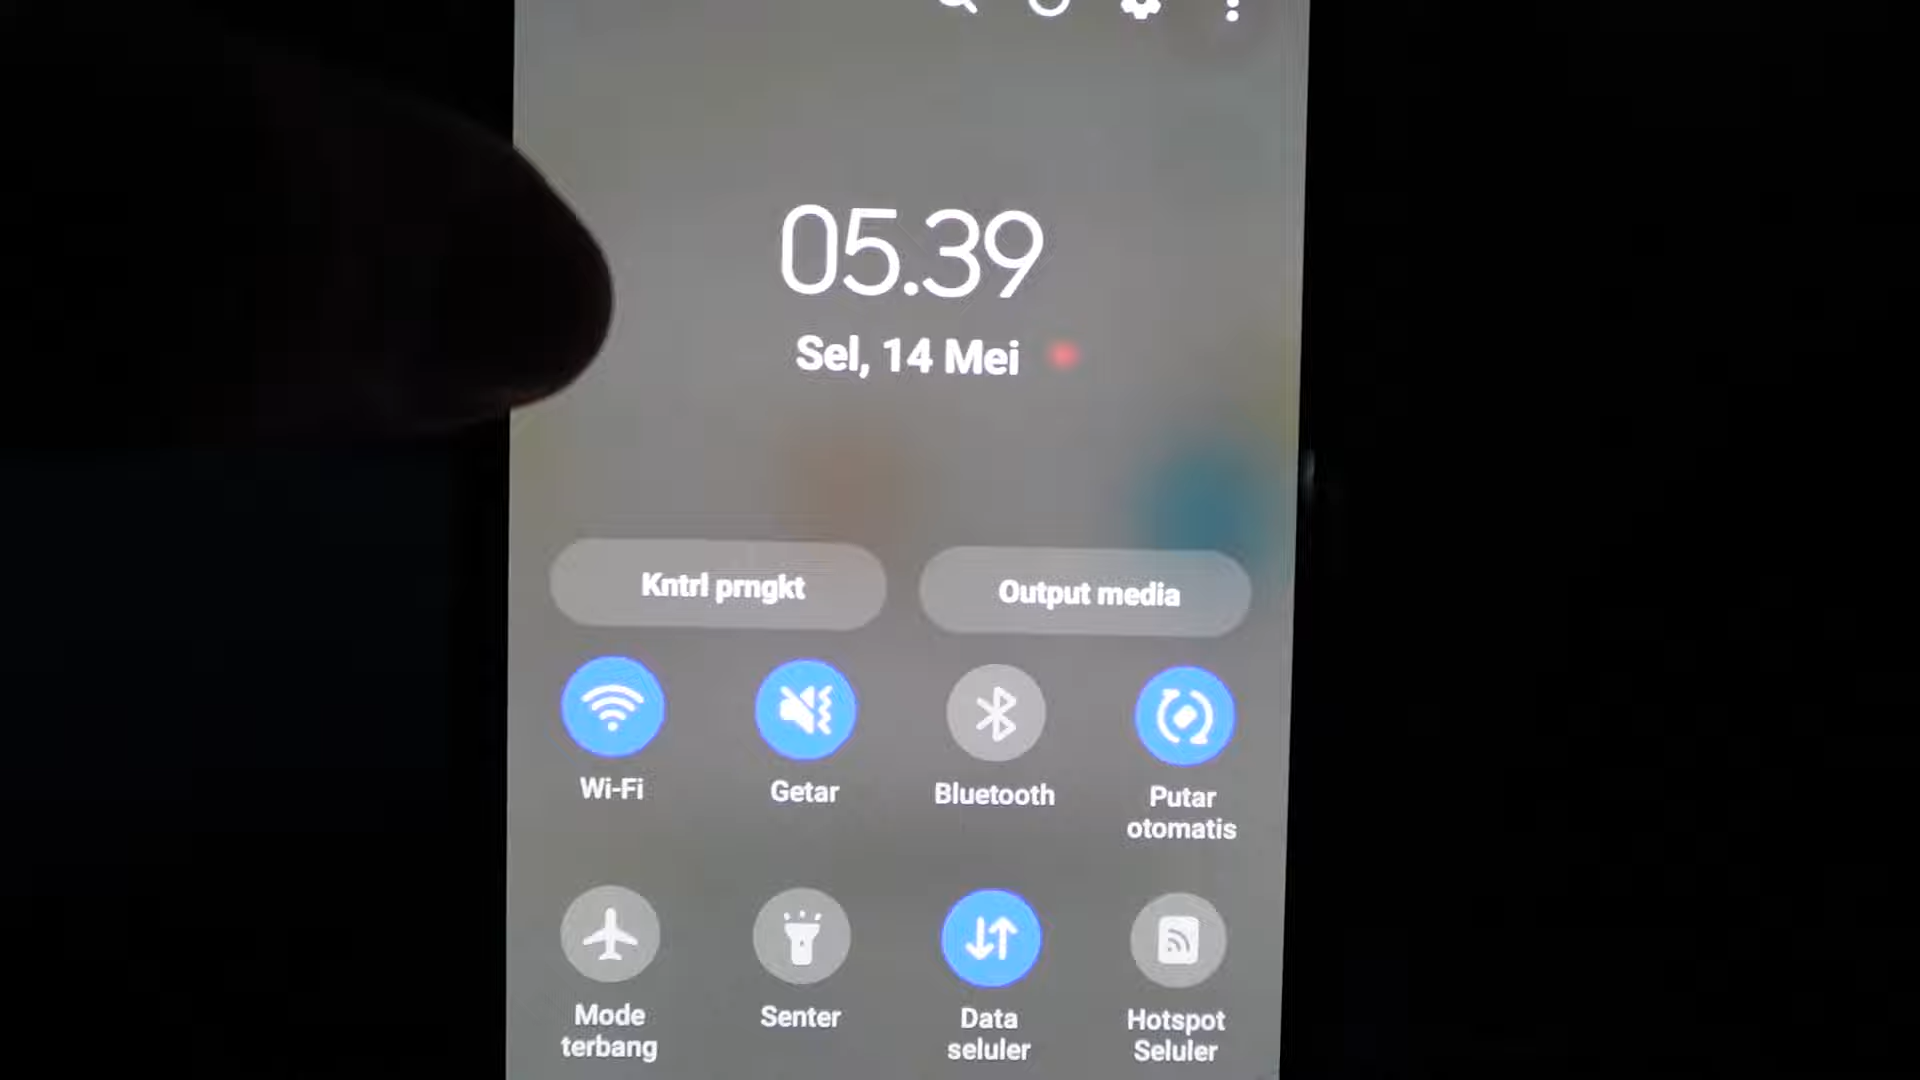 05.39
Sel, 14 Mei
Kntrl prngkt
Output media
Wi-Fi
Getar
Bluetooth
Putar
otomatis
Mode
terbang
Senter
Data
seluler
Hotspot
Seluler